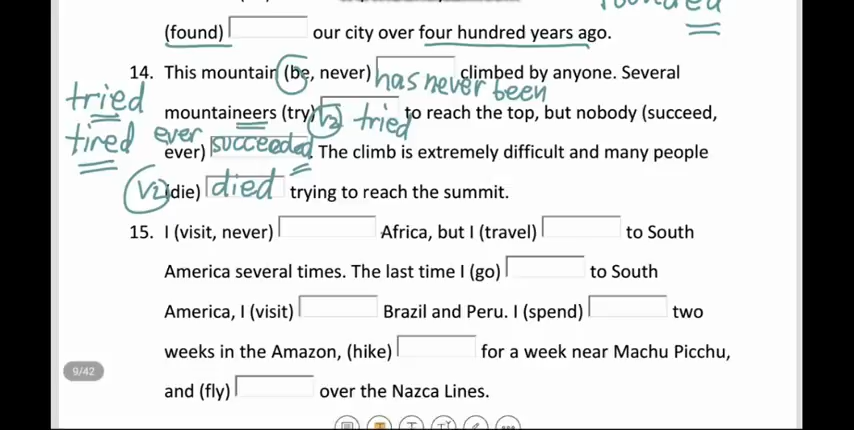 (found) our city over four hundred years ago.
14. This mountain (be, never) has never been climbed by anyone. Several
tried
mountaineers (try) V2 tried to reach the top, but nobody (succeed,
tired
ever
ever) succeeded. The climb is extremely difficult and many people
V2 (die) died trying to reach the summit.
15. I (visit, never) Africa, but I (travel) to South
America several times. The last time I (go) to South
America, I (visit) Brazil and Peru. I (spend) two
weeks in the Amazon, (hike) for a week near Machu Picchu,
9/42
and (fly) over the Nazca Lines.